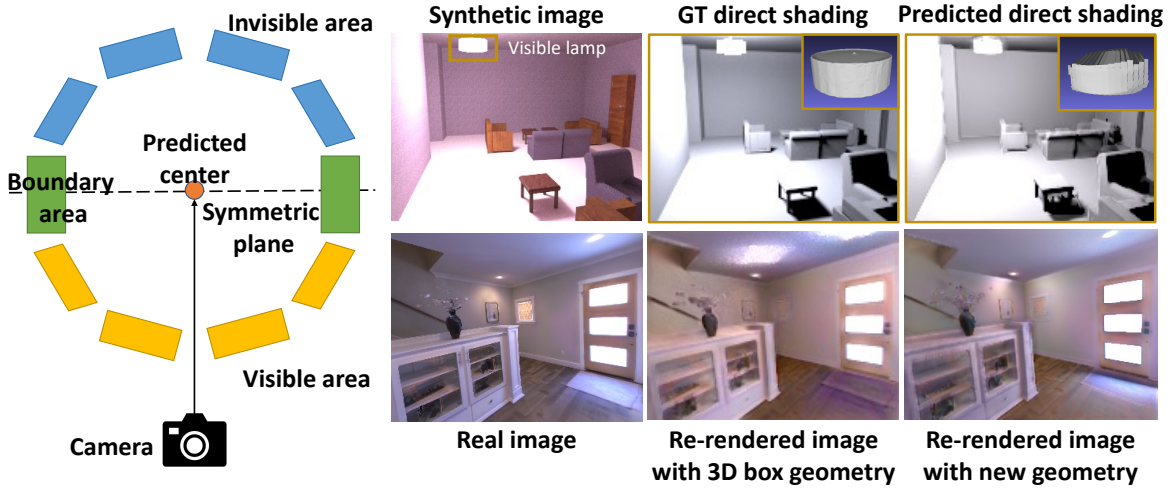 Invisible area
Predicted
center
Boundary
area
Symmetric
plane
Visible area
Camera
Synthetic image
GT direct shading
Predicted direct shading
Visible lamp
Real image
Re-rendered image
with 3D box geometry
Re-rendered image
with new geometry